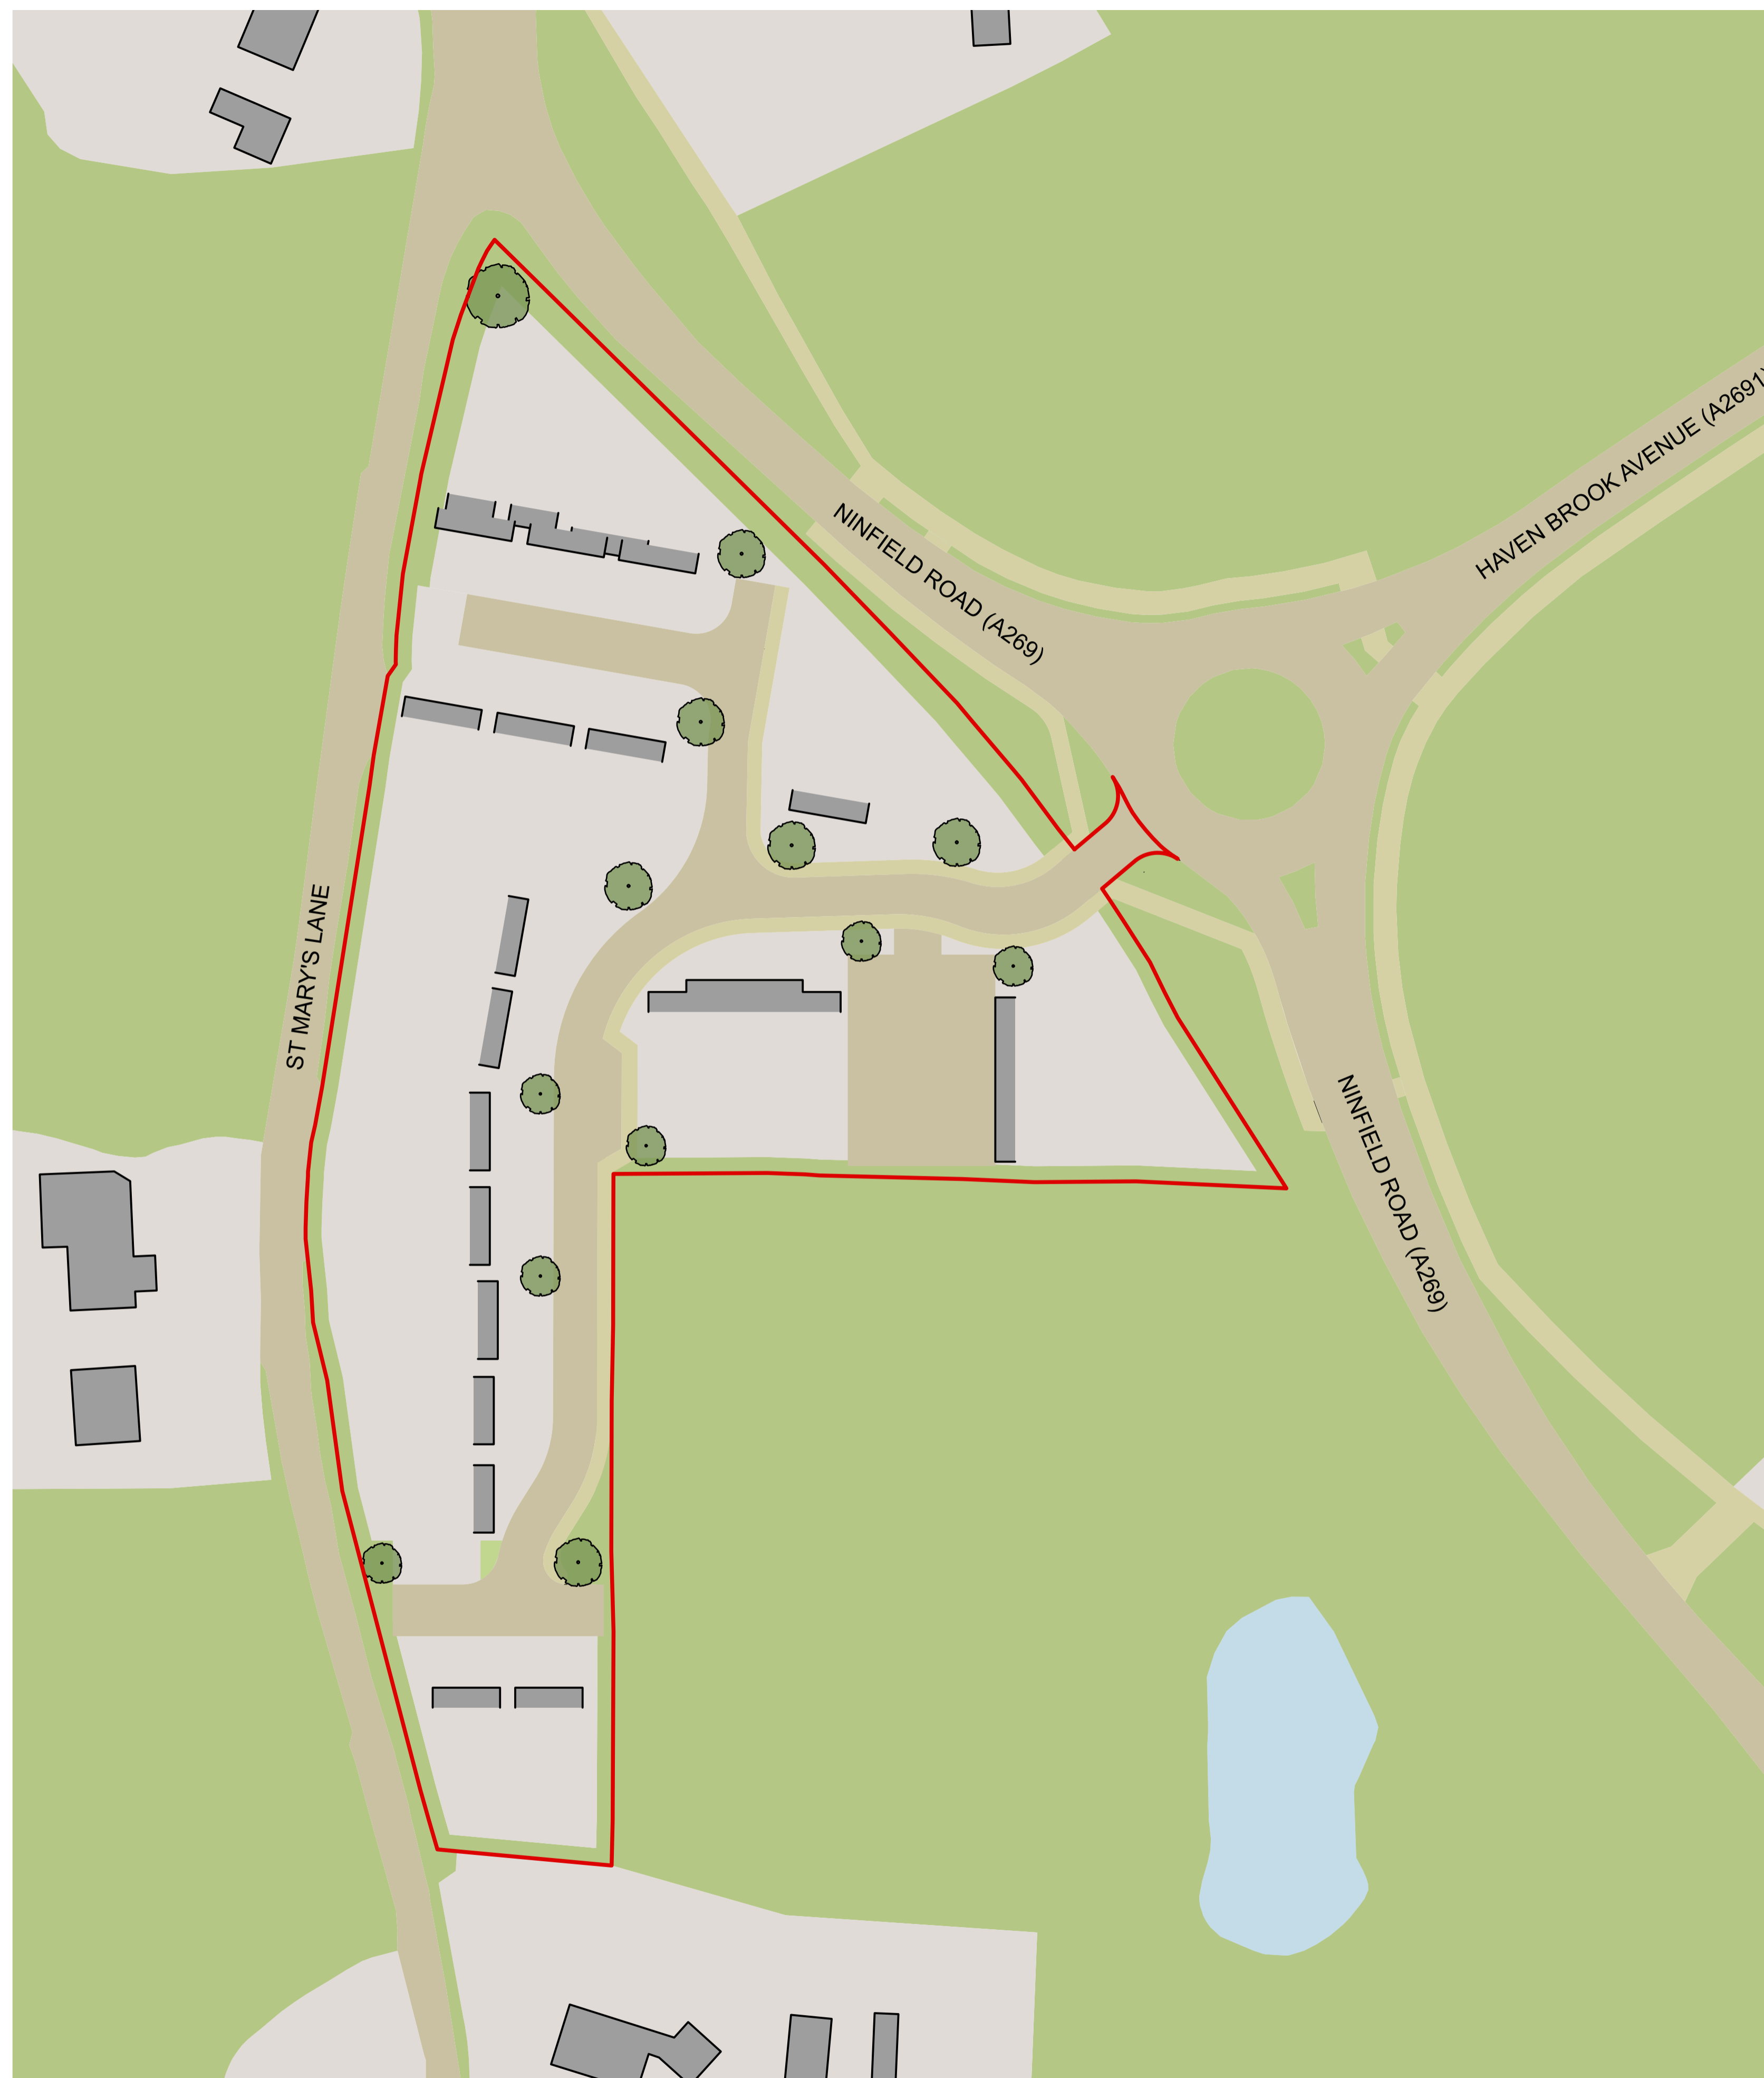 HAVEN BROOK AVENUE (A2691)
NINFIELD ROAD (A269)
ST MARY'S LANE
NINFIELD ROAD (A269)